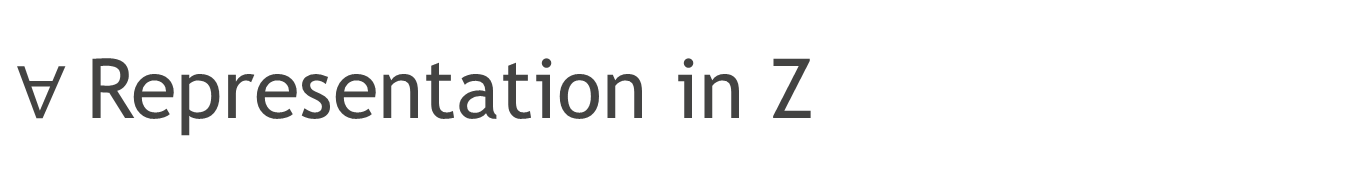 ∀ Representation in Z